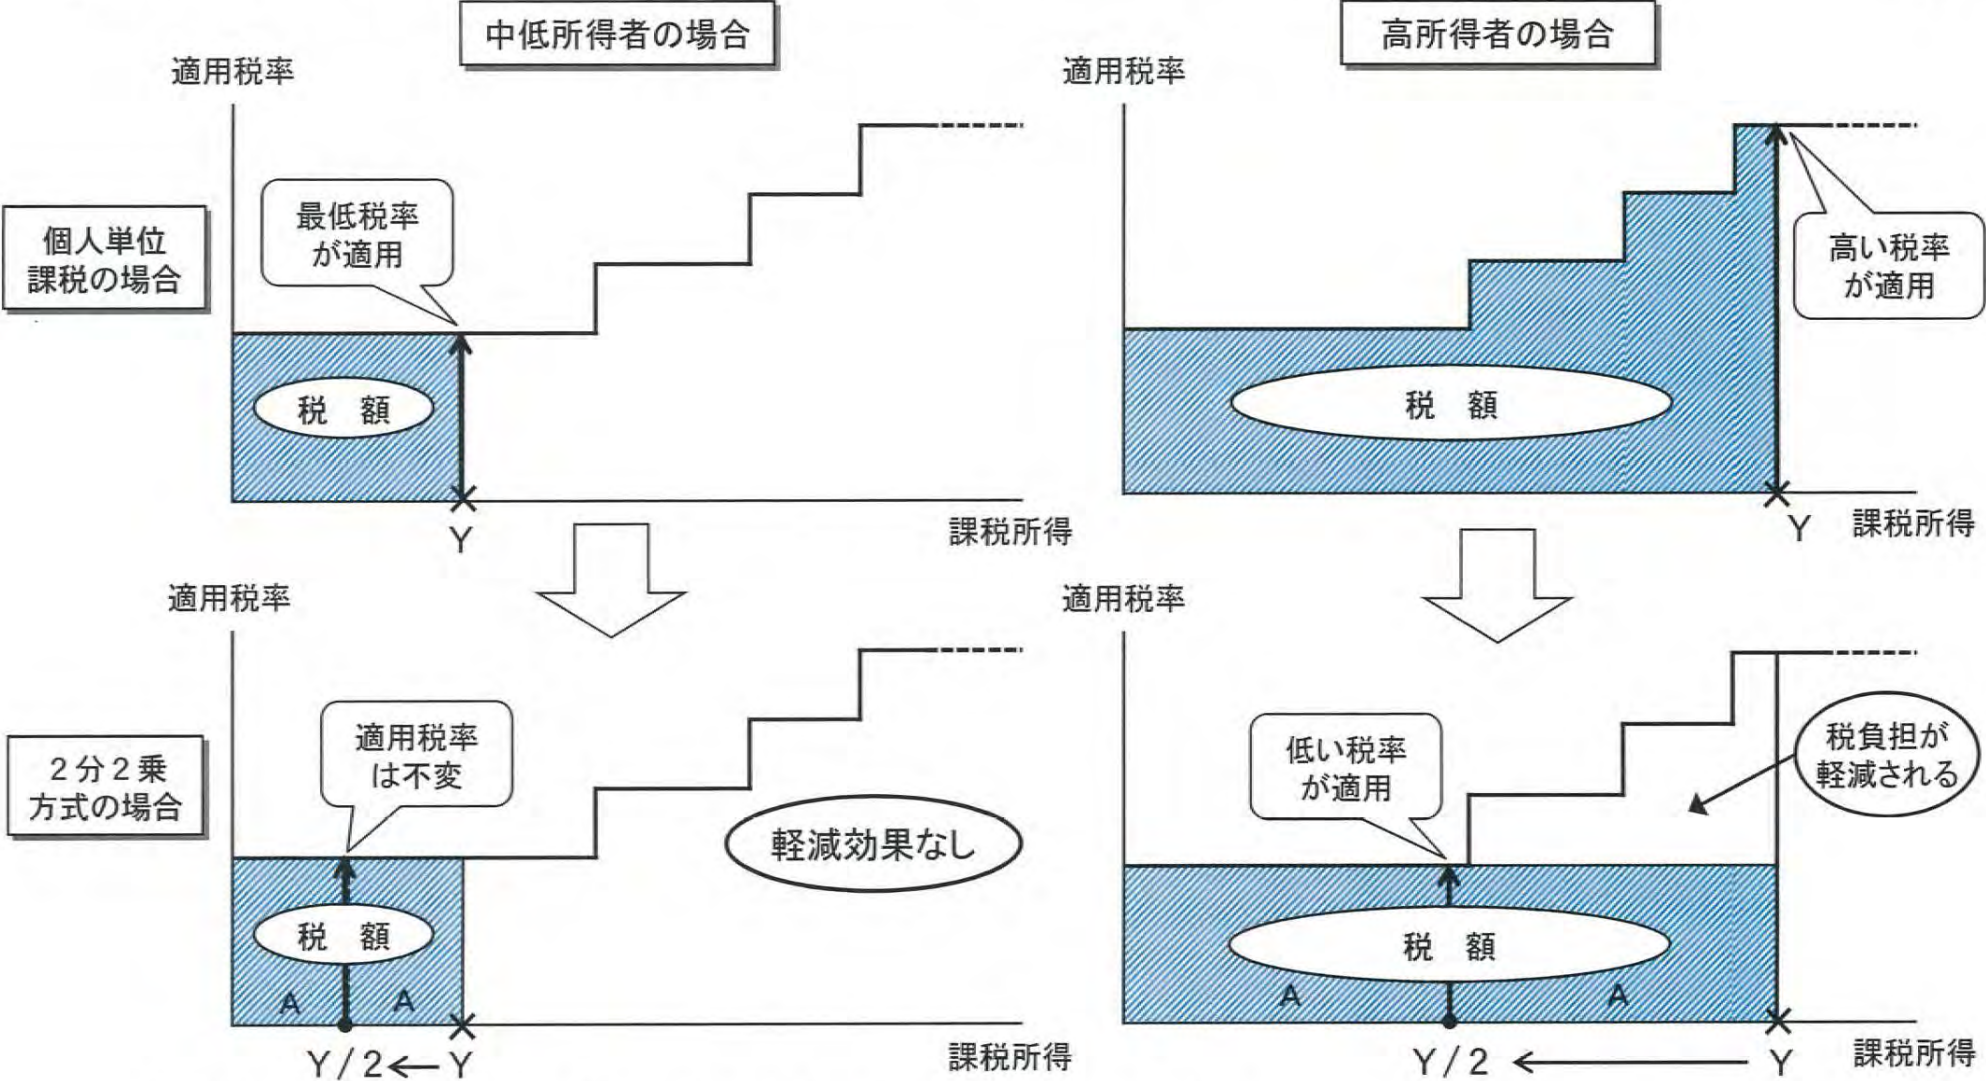 中低所得者の場合
高所得者の場合
適用税率
適用税率
個人単位
課税の場合
最低税率
が適用
高い税率
が適用
税　額
税　額
Y
課税所得
Y
課税所得
適用税率
適用税率
２分２乗
方式の場合
適用税率
は不変
軽減効果なし
低い税率
が適用
税負担が
軽減される
税　額
税　額
A
A
A
A
Y/2←Y
課税所得
Y/2 ← Y
課税所得